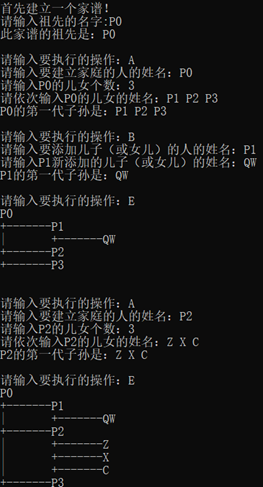 首先建立一个家谱!
请输入祖先的名字:P0
此家谱的祖先是: P0
请输入要执行的操作: A
请输入要建立家庭的人的姓名: P0
请输入P0的儿女个数: 3
请依次输入P0的儿女的姓名: P1 P2 P3
P0的第一代子孙是: P1 P2 P3
请输入要执行的操作: B
请输入要添加儿子（或女儿）的人的姓名: P1
请输入P1新添加的儿子（或女儿）的姓名: QW
P1的第一代子孙是: QW
请输入要执行的操作: E
P0
+-------P1
|       +-------QW
+-------P2
+-------P3
请输入要执行的操作: A
请输入要建立家庭的人的姓名: P2
请输入P2的儿女个数: 3
请依次输入P2的儿女的姓名: Z X C
P2的第一代子孙是: Z X C
请输入要执行的操作: E
P0
+-------P1
|       +-------QW
+-------P2
|       +-------Z
|       +-------X
|       +-------C
+-------P3